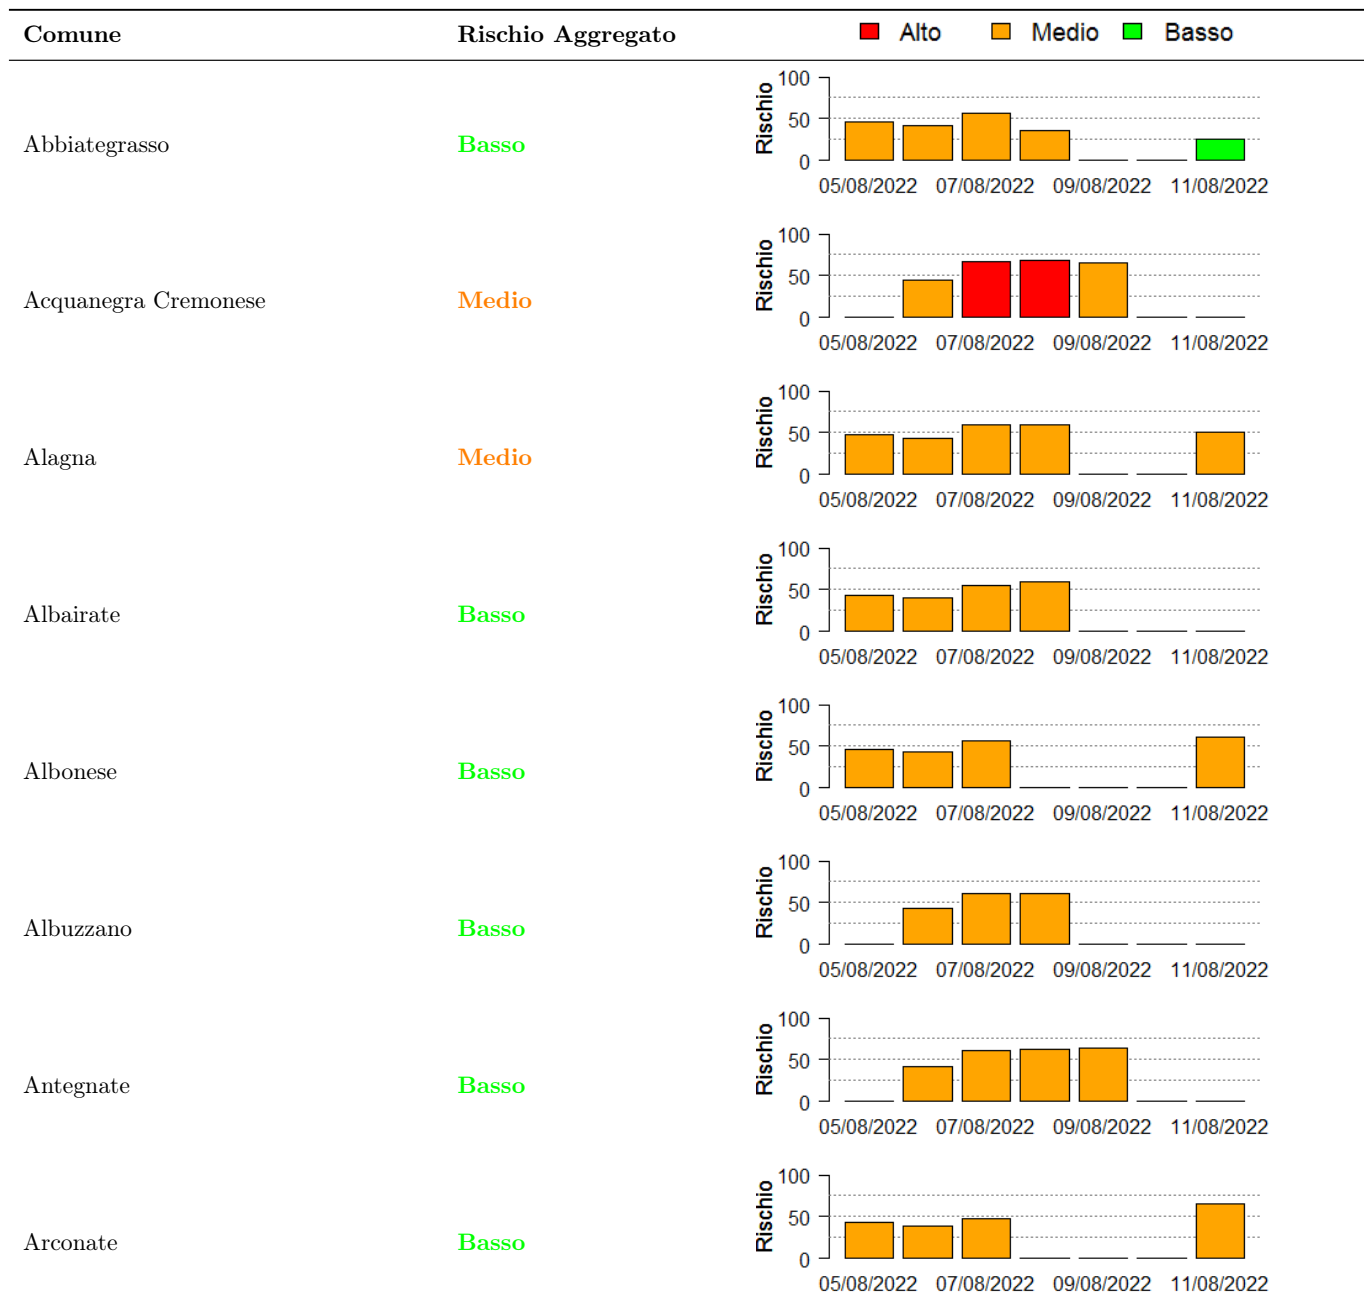 Comune Rischio Aggregato Alto Medio Basso
Abbiategrasso Basso
Rischio
100
50
0
05/08/2022 07/08/2022 09/08/2022 11/08/2022
Acquanegra Cremonese Medio
Rischio
100
50
0
05/08/2022 07/08/2022 09/08/2022 11/08/2022
Alagna Medio
Rischio
100
50
0
05/08/2022 07/08/2022 09/08/2022 11/08/2022
Albairate Basso
Rischio
100
50
0
05/08/2022 07/08/2022 09/08/2022 11/08/2022
Albonese Basso
Rischio
100
50
0
05/08/2022 07/08/2022 09/08/2022 11/08/2022
Albuzzano Basso
Rischio
100
50
0
05/08/2022 07/08/2022 09/08/2022 11/08/2022
Antegnate Basso
Rischio
100
50
0
05/08/2022 07/08/2022 09/08/2022 11/08/2022
Arconate Basso
Rischio
100
50
0
05/08/2022 07/08/2022 09/08/2022 11/08/2022